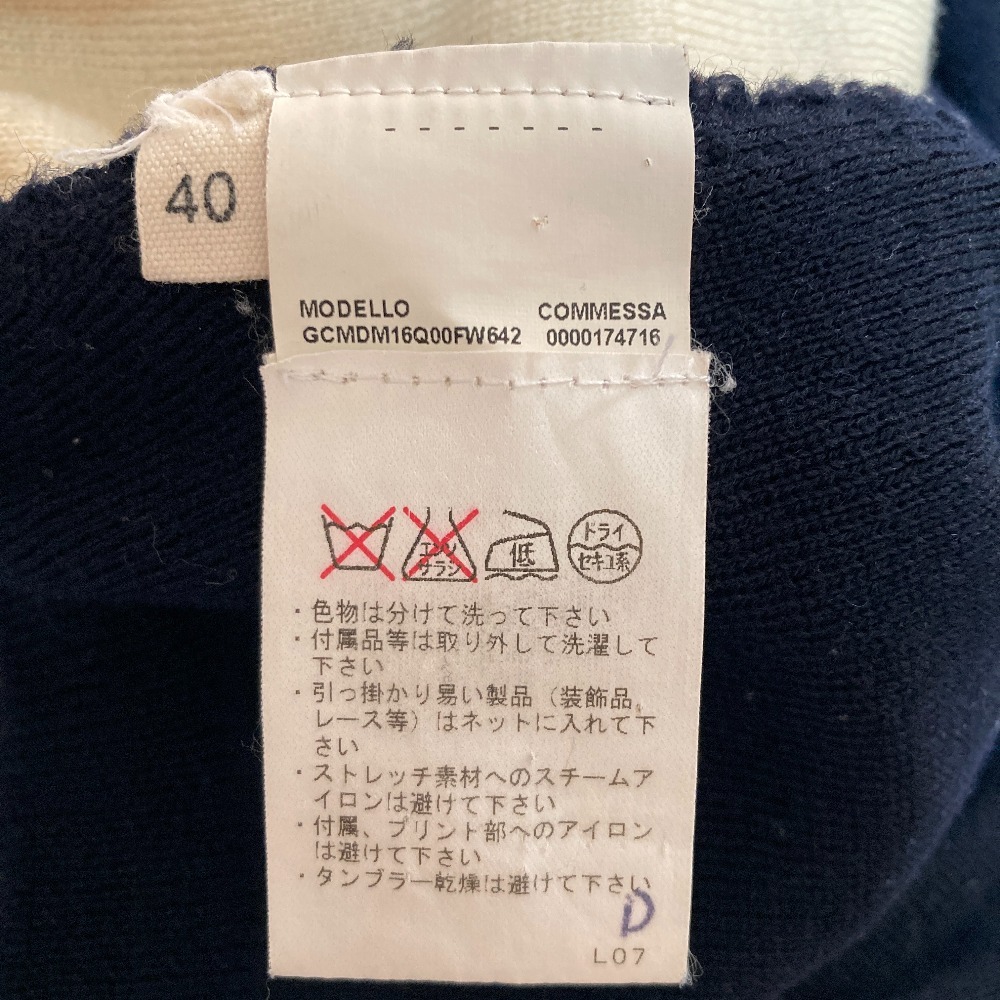 40
- - - - - - -
MODELLO COMMESSA
GCMDM16Q00FW642 0000174716
エンソ サラシ
低
ドライ
セキユ系
・色物は分けて洗って下さい
・付属品等は取り外して洗濯して
下さい
・引っ掛かり易い製品（装飾品、
レース等）はネットに入れて下
さい
・ストレッチ素材へのスチームア
イロンは避けて下さい
・付属、プリント部へのアイロン
は避けて下さい
・タンブラー乾燥は避けて下さい
D
L07